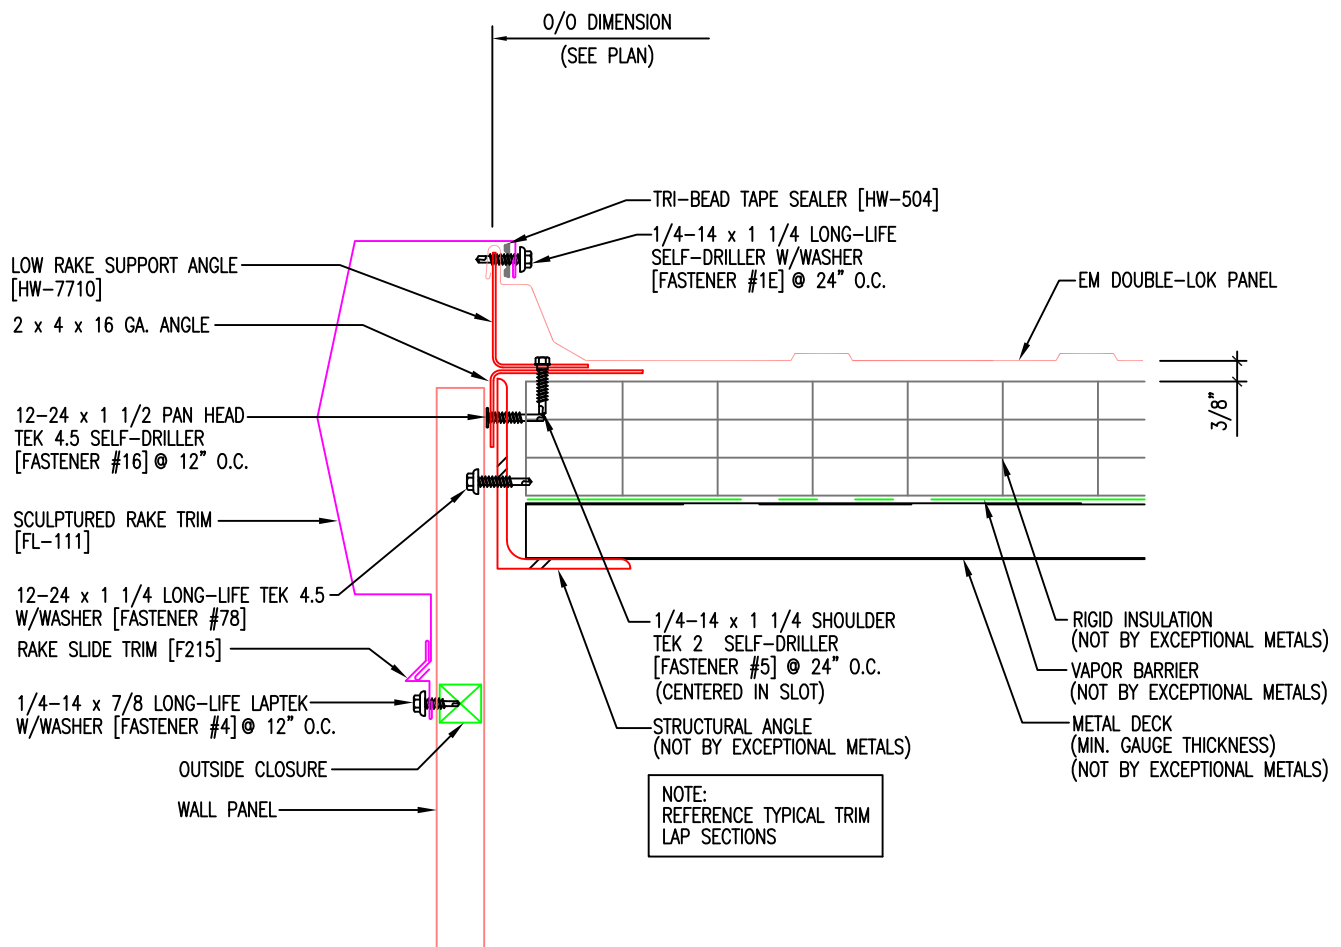 O/O DIMENSION
(SEE PLAN)
TRI-BEAD TAPE SEALER [HW-504]
1/4-14 x 1 1/4 LONG-LIFE
SELF-DRILLER W/WASHER
[FASTENER #1E] @ 24" O.C.
EM DOUBLE-LOK PANEL
LOW RAKE SUPPORT ANGLE
[HW-7710]
2 x 4 x 16 GA. ANGLE
3/8"
12-24 x 1 1/2 PAN HEAD
TEK 4.5 SELF-DRILLER
[FASTENER #16] @ 12" O.C.
SCULPTURED RAKE TRIM
[FL-111]
12-24 x 1 1/4 LONG-LIFE TEK 4.5
W/WASHER [FASTENER #78]
RAKE SLIDE TRIM [F215]
1/4-14 x 7/8 LONG-LIFE LAPTEK
W/WASHER [FASTENER #4] @ 12" O.C.
OUTSIDE CLOSURE
WALL PANEL
1/4-14 x 1 1/4 SHOULDER
TEK 2 SELF-DRILLER
[FASTENER #5] @ 24" O.C.
(CENTERED IN SLOT)
STRUCTURAL ANGLE
(NOT BY EXCEPTIONAL METALS)
RIGID INSULATION
(NOT BY EXCEPTIONAL METALS)
VAPOR BARRIER
(NOT BY EXCEPTIONAL METALS)
METAL DECK
(MIN. GAUGE THICKNESS)
(NOT BY EXCEPTIONAL METALS)
NOTE:
REFERENCE TYPICAL TRIM
LAP SECTIONS